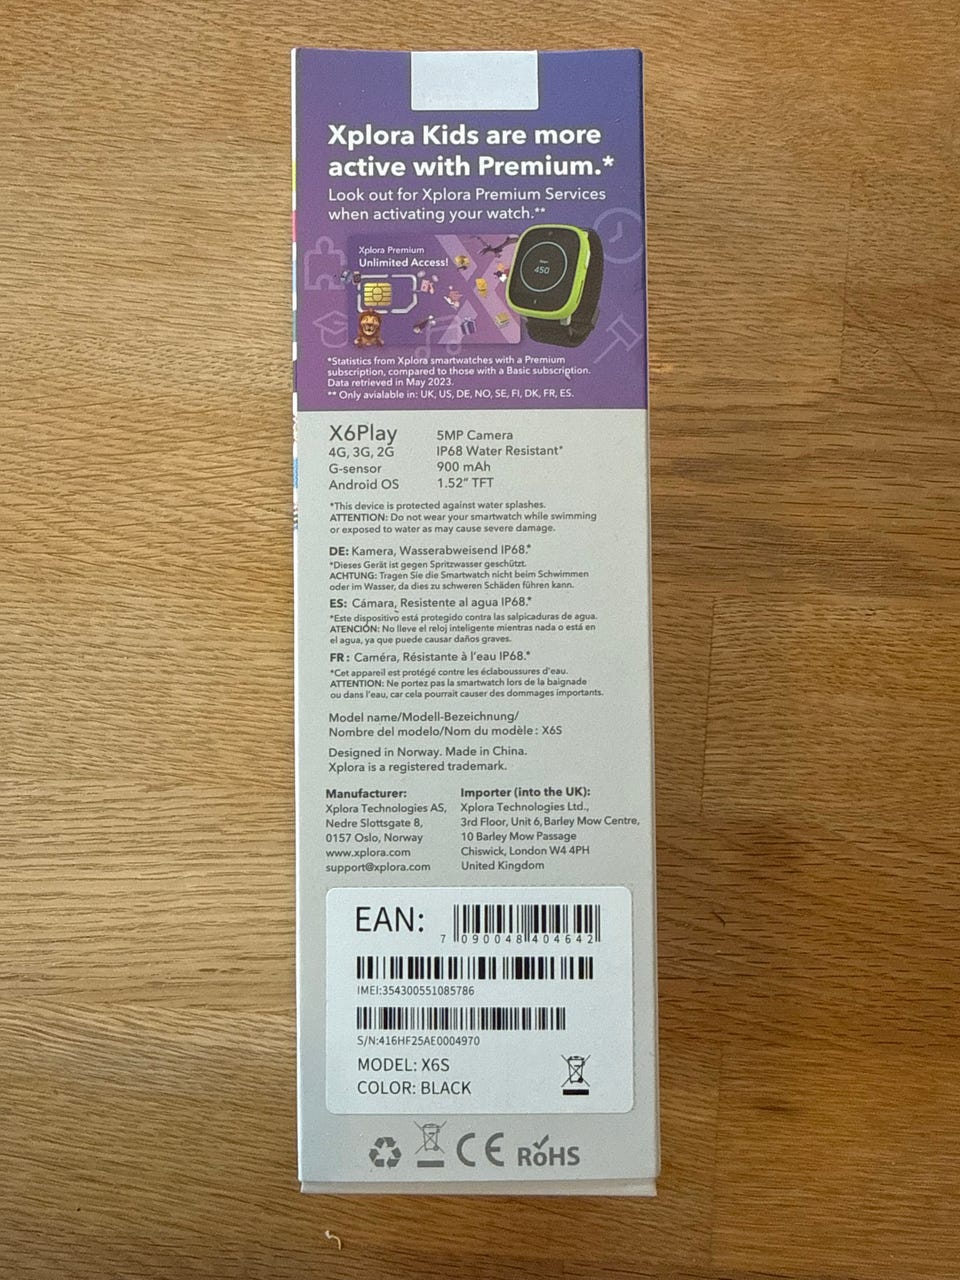 Xplora Kids are more
active with Premium.*
Look out for Xplora Premium Services
when activating your watch.**
Xplora Premium
Unlimited Access!
450
*Statistics from Xplora smartwatches with a Premium
subscription, compared to those with a Basic subscription.
Data retrieved in May 2023.
** Only avialable in: UK, US, DE, NO, SE, FI, DK, FR, ES.
X6Play
4G, 3G, 2G
G-sensor
Android OS
5MP Camera
IP68 Water Resistant*
900 mAh
1.52" TFT
*This device is protected against water splashes.
ATTENTION: Do not wear your smartwatch while swimming
or exposed to water as may cause severe damage.
DE: Kamera, Wasserabweisend IP68.*
*Dieses Gerät ist gegen Spritzwasser geschützt.
ACHTUNG: Tragen Sie die Smartwatch nicht beim Schwimmen
oder im Wasser, da dies zu schweren Schäden führen kann.
ES: Cámara, Resistente al agua IP68.*
*Este dispositivo está protegido contra las salpicaduras de agua.
ATENCIÓN: No lleve el reloj inteligente mientras nada o está en
el agua, ya que puede causar daños graves.
FR: Caméra, Résistante à l'eau IP68.*
*Cet appareil est protégé contre les éclaboussures d'eau.
ATTENTION: Ne portez pas la smartwatch lors de la baignade
ou dans l'eau, car cela pourrait causer des dommages importants.
Model name/Modell-Bezeichnung/
Nombre del modelo/Nom du modèle: X6S
Designed in Norway. Made in China.
Xplora is a registered trademark.
Manufacturer:
Xplora Technologies AS,
Nedre Slottsgate 8,
0157 Oslo, Norway
www.xplora.com
support@xplora.com
Importer (into the UK):
Xplora Technologies Ltd.,
3rd Floor, Unit 6, Barley Mow Centre,
10 Barley Mow Passage
Chiswick, London W4 4PH
United Kingdom
EAN:
7 090048 404642
IMEI:354300551085786
S/N:416HF25AE0004970
MODEL: X6S
COLOR: BLACK
CE RoHS